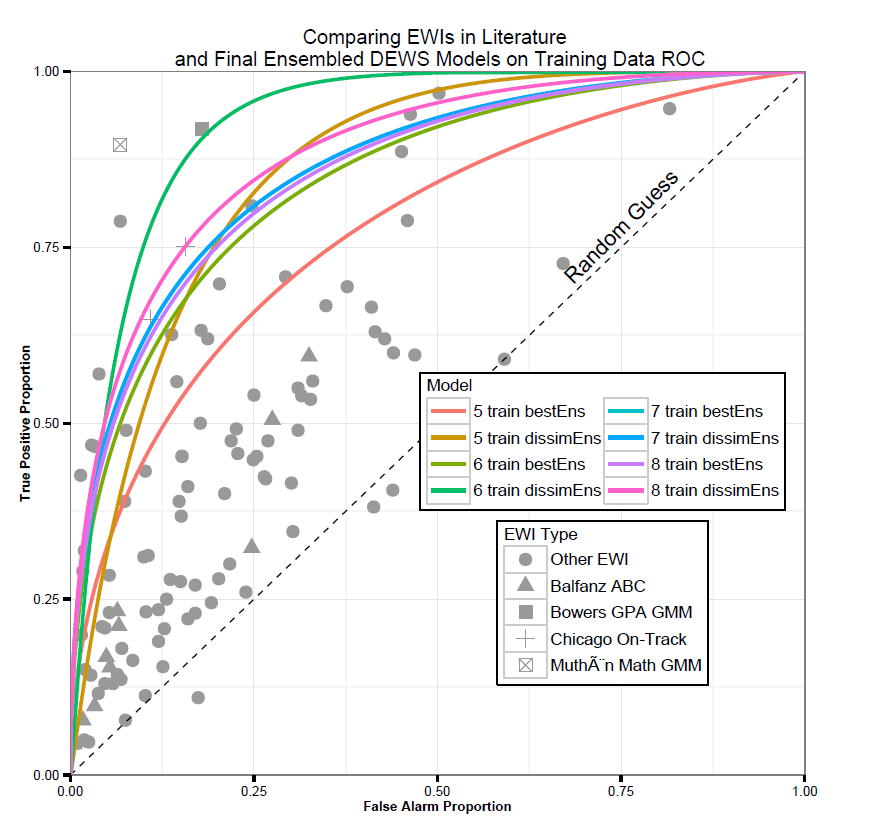 Comparing EWIs in Literature
and Final Ensembled DEWS Models on Training Data ROC
1.00
0.75
0.50
0.25
0.00
True Positive Proportion
Random Guess
Model
5 train bestEns 7 train bestEns
5 train dissimEns 7 train dissimEns
6 train bestEns 8 train bestEns
6 train dissimEns 8 train dissimEns
EWI Type
Other EWI
Balfanz ABC
Bowers GPA GMM
Chicago On-Track
MuthÃ¨n Math GMM
0.00 0.25 0.50 0.75 1.00
False Alarm Proportion